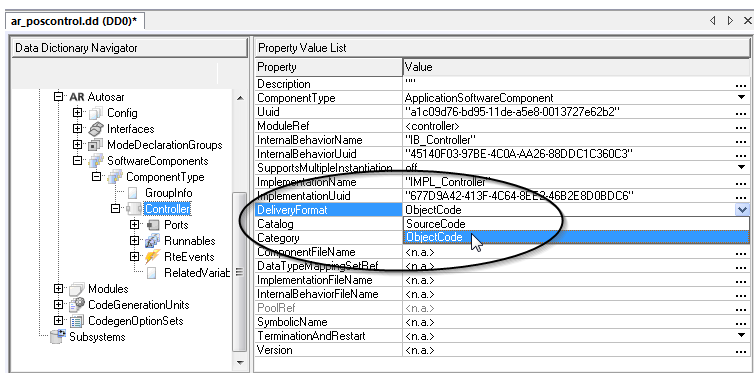 ar_poscontrol.dd (DD0)*
Data Dictionary Navigator
AR Autosar
Config
Interfaces
ModeDeclarationGroups
SoftwareComponents
ComponentType
GroupInfo
Controller
Ports
Runnables
RteEvents
RelatedVariab
Modules
CodeGenerationUnits
CodegenOptionSets
Subsystems
Property Value List
Property Value
Description ""
ComponentType ApplicationSoftwareComponent
Uuid "a1c09d76-bd95-11de-a5e8-0013727e62b2"
ModuleRef <controller>
InternalBehaviorName "IB_Controller"
InternalBehaviorUuid "45140F03-97BE-4C0A-AA26-88DDC1C360C3"
SupportsMultipleInstantiation off
ImplementationName "IMPL_Controller"
ImplementationUuid "677D9A42-413F-4C64-8EE2-46B2E8D0BDC6"
DeliveryFormat ObjectCode
Catalog SourceCode
Category ObjectCode
ComponentFileName <n.a.>
DataTypeMappingSetRef <n.a.>
ImplementationFileName <n.a.>
InternalBehaviorFileName <n.a.>
PoolRef <n.a.>
SymbolicName <n.a.>
TerminationAndRestart <n.a.>
Version <n.a.>